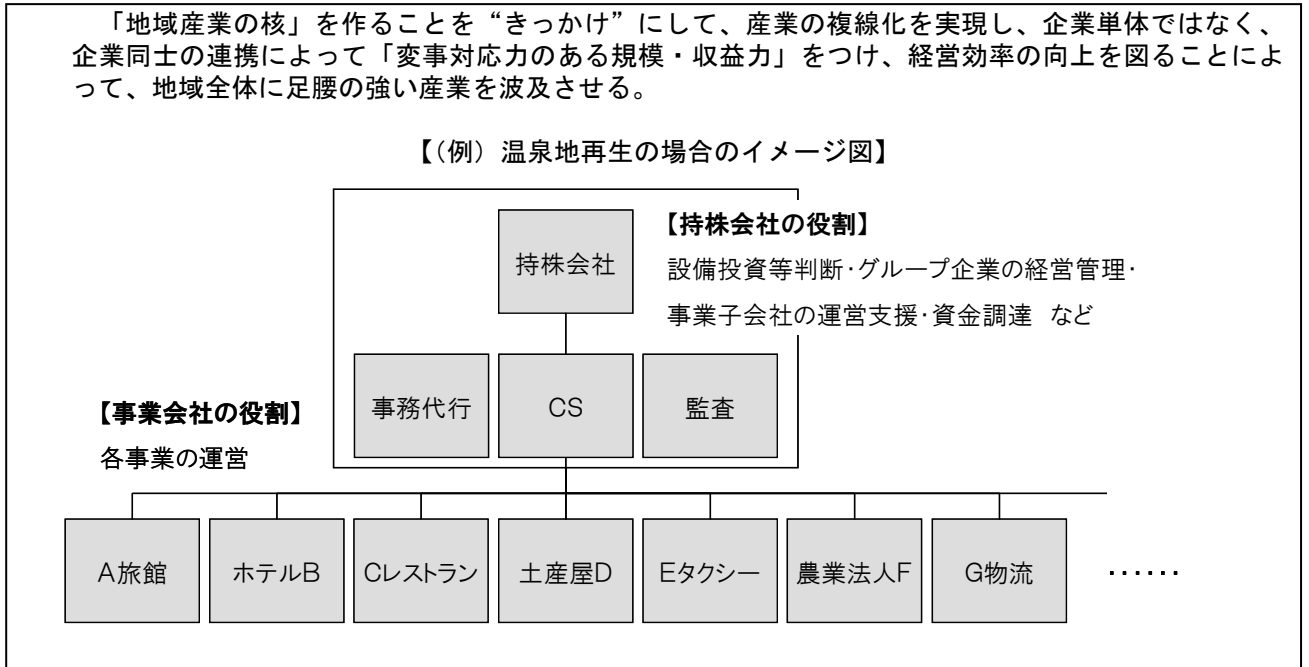 「地域産業の核」を作ることを“きっかけ”にして、産業の複線化を実現し、企業単体ではなく、
企業同士の連携によって「変事対応力のある規模・収益力」をつけ、経営効率の向上を図ることによ
って、地域全体に足腰の強い産業を波及させる。
【(例) 温泉地再生の場合のイメージ図】
持株会社
【持株会社の役割】
設備投資等判断・グループ企業の経営管理・
事業子会社の運営支援・資金調達 など
事務代行
CS
監査
【事業会社の役割】
各事業の運営
A旅館
ホテルB
Cレストラン
土産屋D
Eタクシー
農業法人F
G物流
‥‥‥